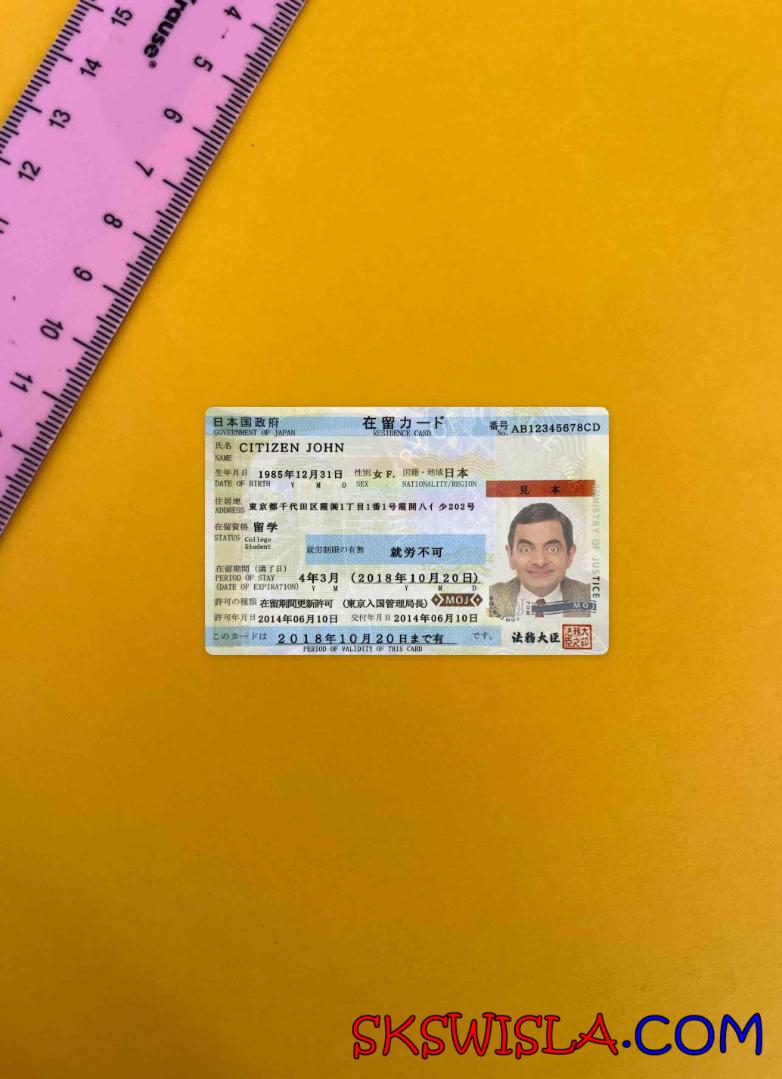 Krause®
15
14
13
12
4
5
6
7
8
9
10
11
日本国政府
GOVERNMENT OF JAPAN
在留カード
RESIDENCE CARD
番号
No. AB12345678CD
氏名 CITIZEN JOHN
NAME
生年月日 1985年12月31日 性別 女 F. 国籍・地域 日本
DATE OF BIRTH Y M D SEX NATIONALITY/REGION
見 本
住居地
ADDRESS 東京都千代田区霞関1丁目1番1号霞開八イ少202号
在留資格 留学
STATUS College
Student
就労制限の有無 就労不可
在留期間(満了日)
PERIOD OF STAY 4年3月 (2018年10月20日)
(DATE OF EXPIRATION) Y M Y M D
許可の種類 在留期間更新許可 (東京入国管理局長) MOJ
許可年月日 2014年06月10日 交付年月日 2014年06月10日
このカードは 2018年10月20日まで有 です。
PERIOD OF VALIDITY OF THIS CARD
MINISTRY OF JUSTICE
MOJ
法務大臣
SKSWISLA.COM